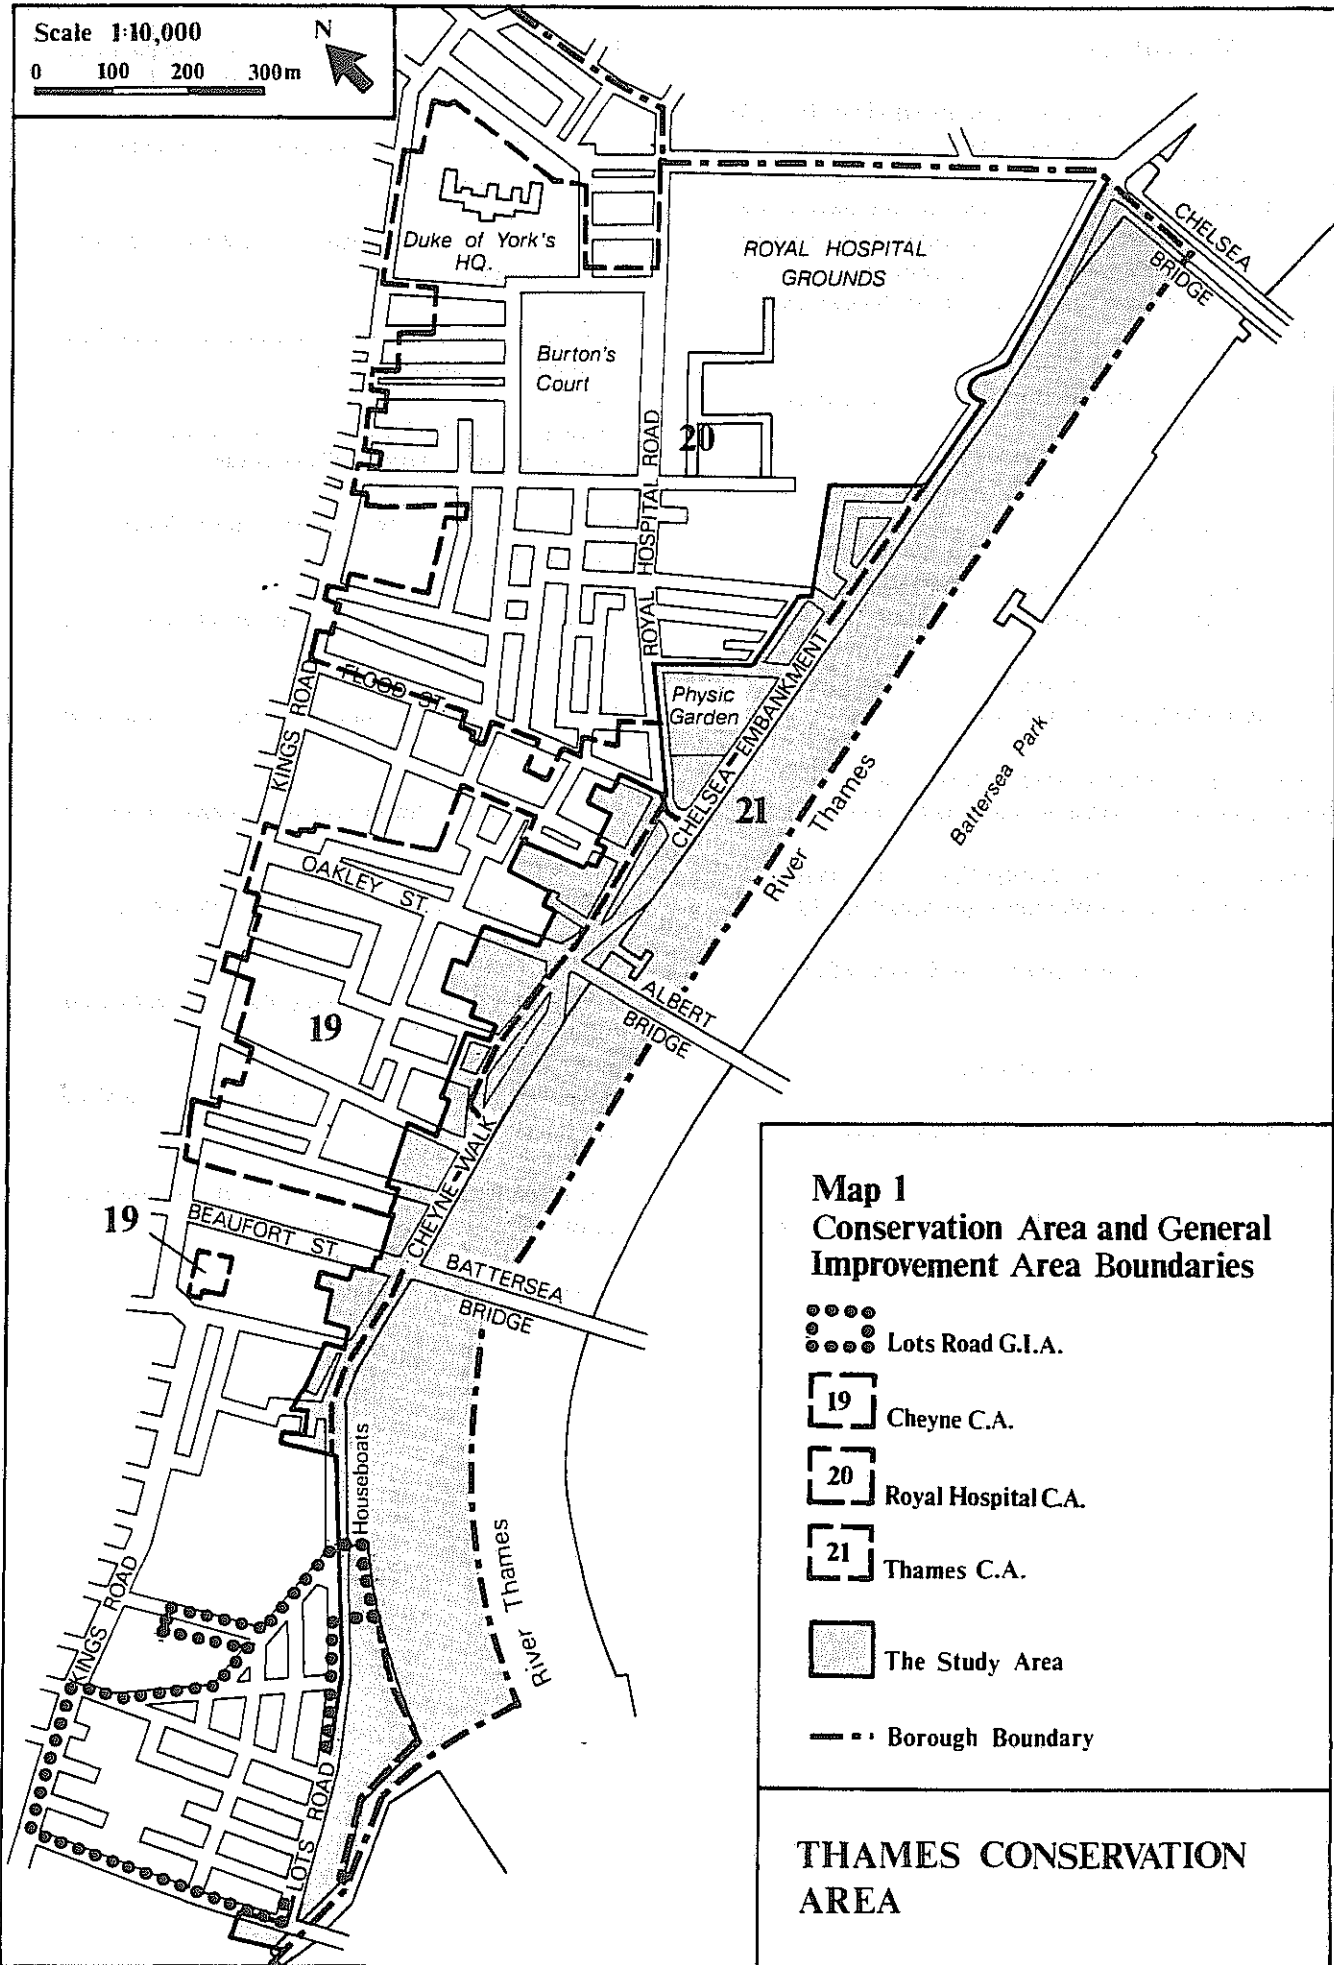 Scale 1:10,000
N
0 100 200 300m
Duke of York's
HQ.
ROYAL HOSPITAL
GROUNDS
CHELSEA
BRIDGE
Burton's
Court
20
ROYAL HOSPITAL ROAD
KINGS ROAD
FLOOD ST.
Physic
Garden
CHELSEA EMBANKMENT
21
River Thames
Battersea Park
OAKLEY ST.
19
ALBERT
BRIDGE
CHEYNE WALK
19
BEAUFORT ST.
BATTERSEA
BRIDGE
Houseboats
River Thames
KINGS ROAD
LOTS ROAD
Map 1
Conservation Area and General
Improvement Area Boundaries
Lots Road G.I.A.
19 Cheyne C.A.
20 Royal Hospital C.A.
21 Thames C.A.
The Study Area
Borough Boundary
THAMES CONSERVATION
AREA